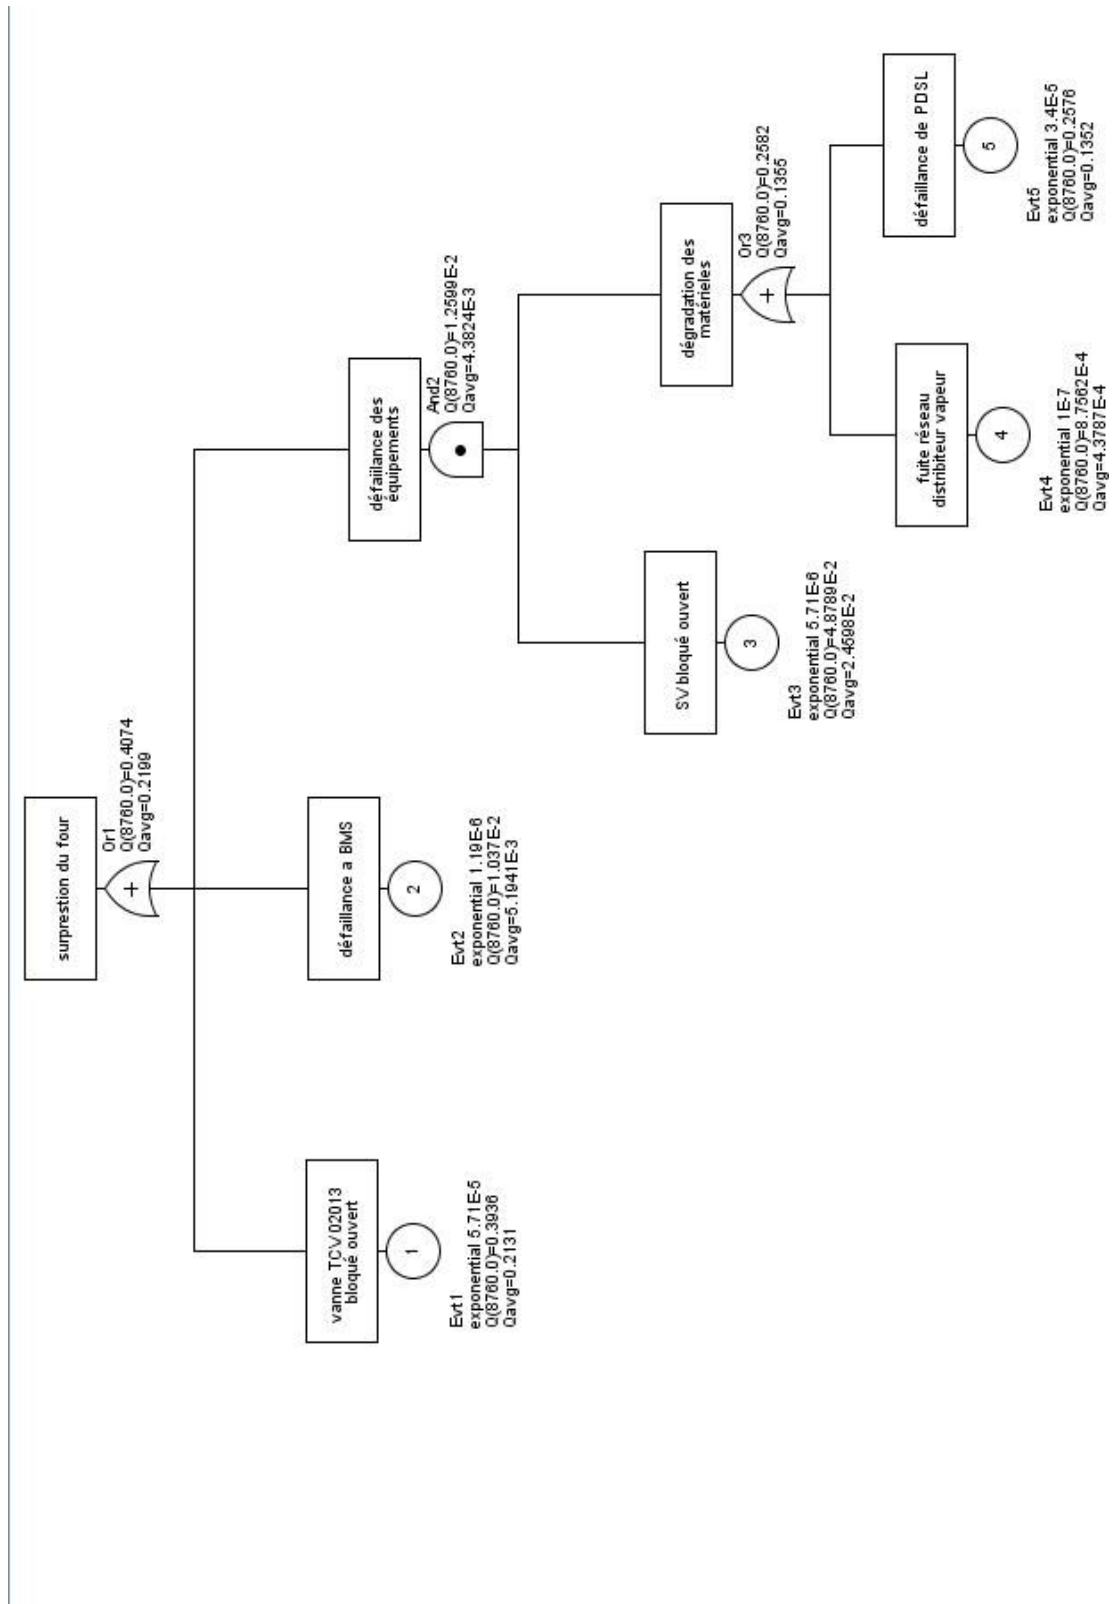 surprestion du four
Or1
Q(8760.0)=0.4074
Qavg=0.2199
vanne TCV02013
bloqué ouvert
1
Evt1
exponential 5.71E-5
Q(8760.0)=0.3936
Qavg=0.2131
défaillance a BMS
2
Evt2
exponential 1.19E-6
Q(8760.0)=1.037E-2
Qavg=5.1941E-3
défaillance des
équipements
And2
Q(8760.0)=1.2599E-2
Qavg=4.3824E-3
SV bloqué ouvert
3
Evt3
exponential 5.71E-6
Q(8760.0)=4.8789E-2
Qavg=2.4598E-2
dégradation des
matérieles
Or3
Q(8760.0)=0.2582
Qavg=0.1355
fuite réseau
distribiteur vapeur
4
Evt4
exponential 1E-7
Q(8760.0)=8.7562E-4
Qavg=4.3787E-4
défaillance de PDSL
5
Evt5
exponential 3.4E-5
Q(8760.0)=0.2576
Qavg=0.1352